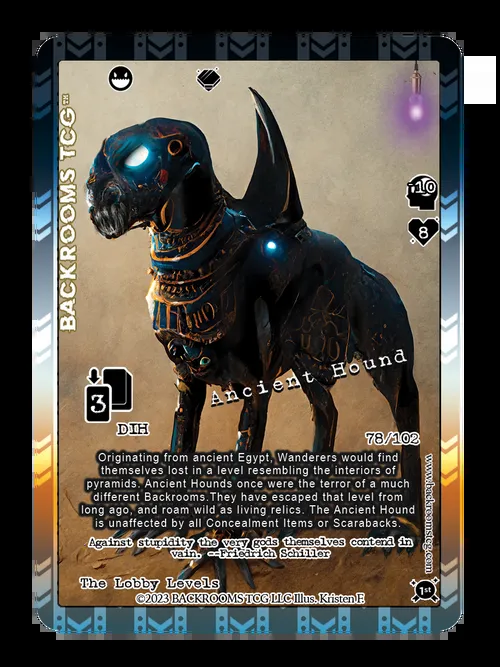 BACKROOMS TCG™
10
8
Ancient Hound
3
DIH
78/102
Originating from ancient Egypt, Wanderers would find
themselves lost in a level resembling the interiors of
pyramids. Ancient Hounds once were the terror of a much
different Backrooms.They have escaped that level from
long ago, and roam wild as living relics. The Ancient Hound
is unaffected by all Concealment Items or Scarabacks.
Against stupidity the very gods themselves contend in
vain. --Friedrich Schiller
www.backroomstcg.com
The Lobby Levels
©2023 BACKROOMS TCG LLC Illus. Kristen F.
1st